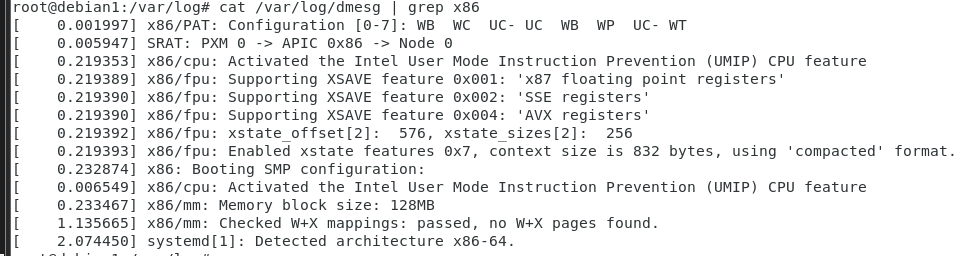 root@debian1:/var/log# cat /var/log/dmesg | grep x86
[    0.001997] x86/PAT: Configuration [0-7]: WB  WC  UC- UC  WB  WP  UC- WT
[    0.005947] SRAT: PXM 0 -> APIC 0x86 -> Node 0
[    0.219353] x86/cpu: Activated the Intel User Mode Instruction Prevention (UMIP) CPU feature
[    0.219389] x86/fpu: Supporting XSAVE feature 0x001: 'x87 floating point registers'
[    0.219390] x86/fpu: Supporting XSAVE feature 0x002: 'SSE registers'
[    0.219390] x86/fpu: Supporting XSAVE feature 0x004: 'AVX registers'
[    0.219392] x86/fpu: xstate_offset[2]:  576, xstate_sizes[2]:  256
[    0.219393] x86/fpu: Enabled xstate features 0x7, context size is 832 bytes, using 'compacted' format.
[    0.232874] x86: Booting SMP configuration:
[    0.006549] x86/cpu: Activated the Intel User Mode Instruction Prevention (UMIP) CPU feature
[    0.233467] x86/mm: Memory block size: 128MB
[    1.135665] x86/mm: Checked W+X mappings: passed, no W+X pages found.
[    2.074450] systemd[1]: Detected architecture x86-64.